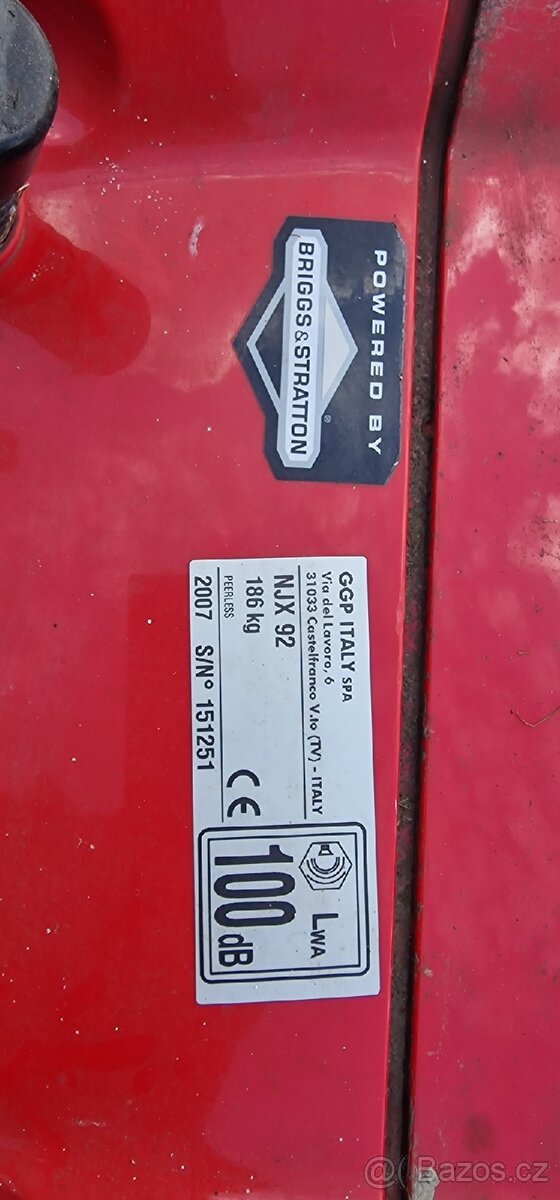 POWERED BY
BRIGGS & STRATTON
®
GGP ITALY SPA
Via del Lavoro, 6
31033 Castelfranco V.to (TV) - ITALY
NJX 92
186 kg
PEERLESS
2007 S/N° 151251
CE
LWA
100 dB
@ Bazoš.cz